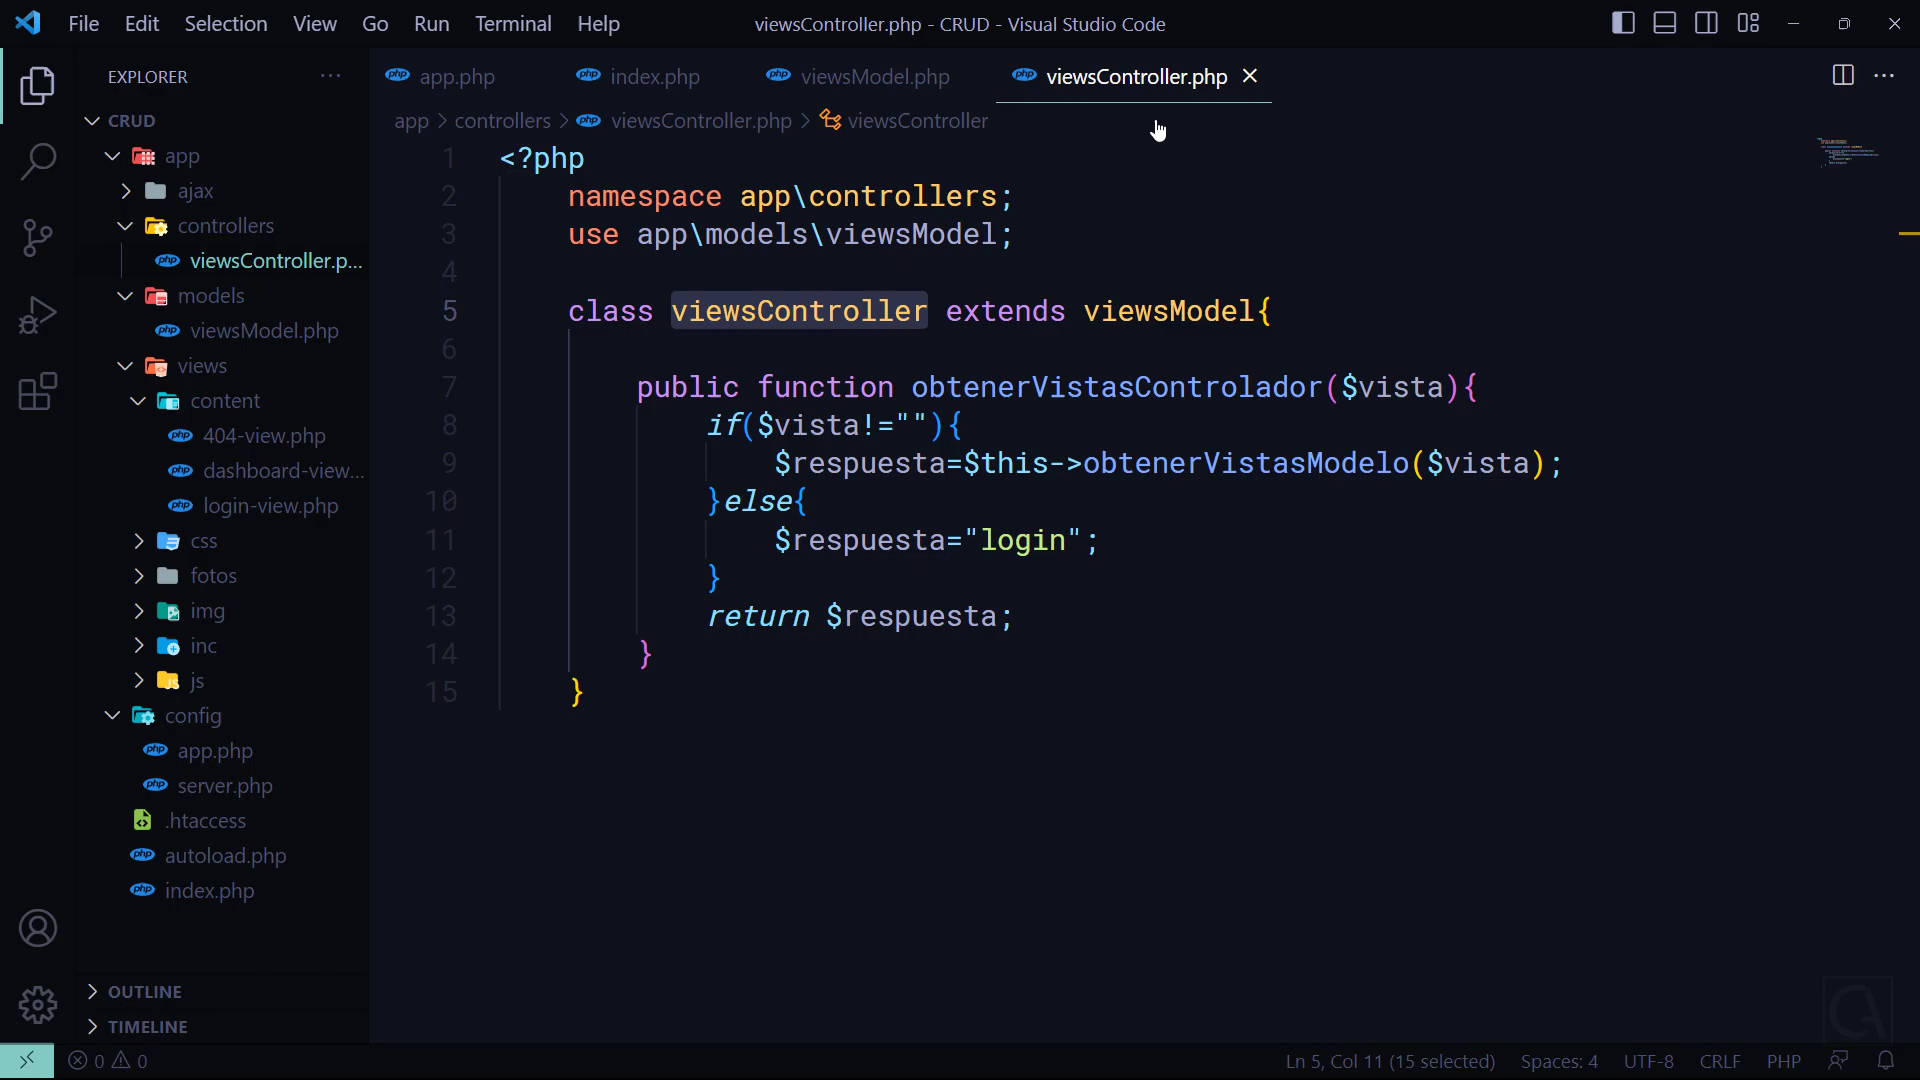 File Edit Selection View Go Run Terminal Help
viewsController.php - CRUD - Visual Studio Code
EXPLORER ···
CRUD
app
ajax
controllers
viewsController.p...
models
viewsModel.php
views
content
404-view.php
dashboard-view...
login-view.php
css
fotos
img
inc
js
config
app.php
server.php
.htaccess
autoload.php
index.php
OUTLINE
TIMELINE
app.php index.php viewsModel.php viewsController.php
app > controllers > viewsController.php > viewsController
1 <?php
2 namespace app\controllers;
3 use app\models\viewsModel;
4
5 class viewsController extends viewsModel{
6
7 public function obtenerVistasControlador($vista){
8 if($vista!=""){
9 $respuesta=$this->obtenerVistasModelo($vista);
10 }else{
11 $respuesta="login";
12 }
13 return $respuesta;
14 }
15 }
0 0
Ln 5, Col 11 (15 selected) Spaces: 4 UTF-8 CRLF PHP